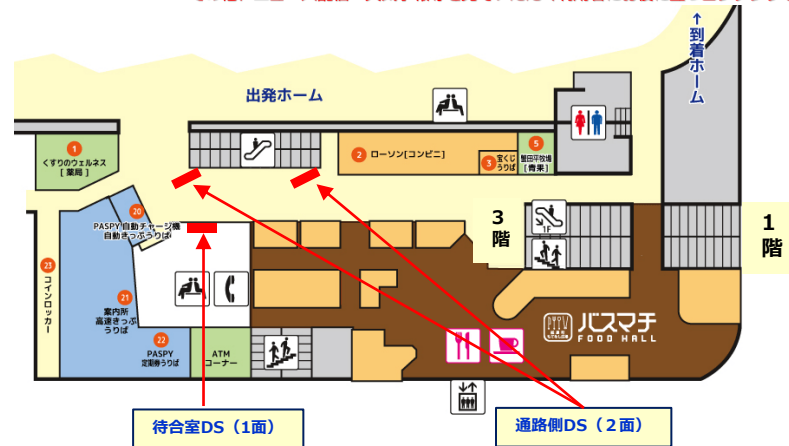 ↑到着ホーム
出発ホーム
1
くすりのウェルネス
[薬局]
2 ローソン[コンビニ]
3 宝くじ
うりば
5
[青果]
20
PASPY自動チャージ機
自動きっぷうりば
3
階
1F
1
階
23 コインロッカー
21
案内所
高速きっぷ
うりば
22
PASPY
定期券うりば
ATM
コーナー
バスマチ
FOOD HALL
待合室DS（1面）
通路側DS（２面）